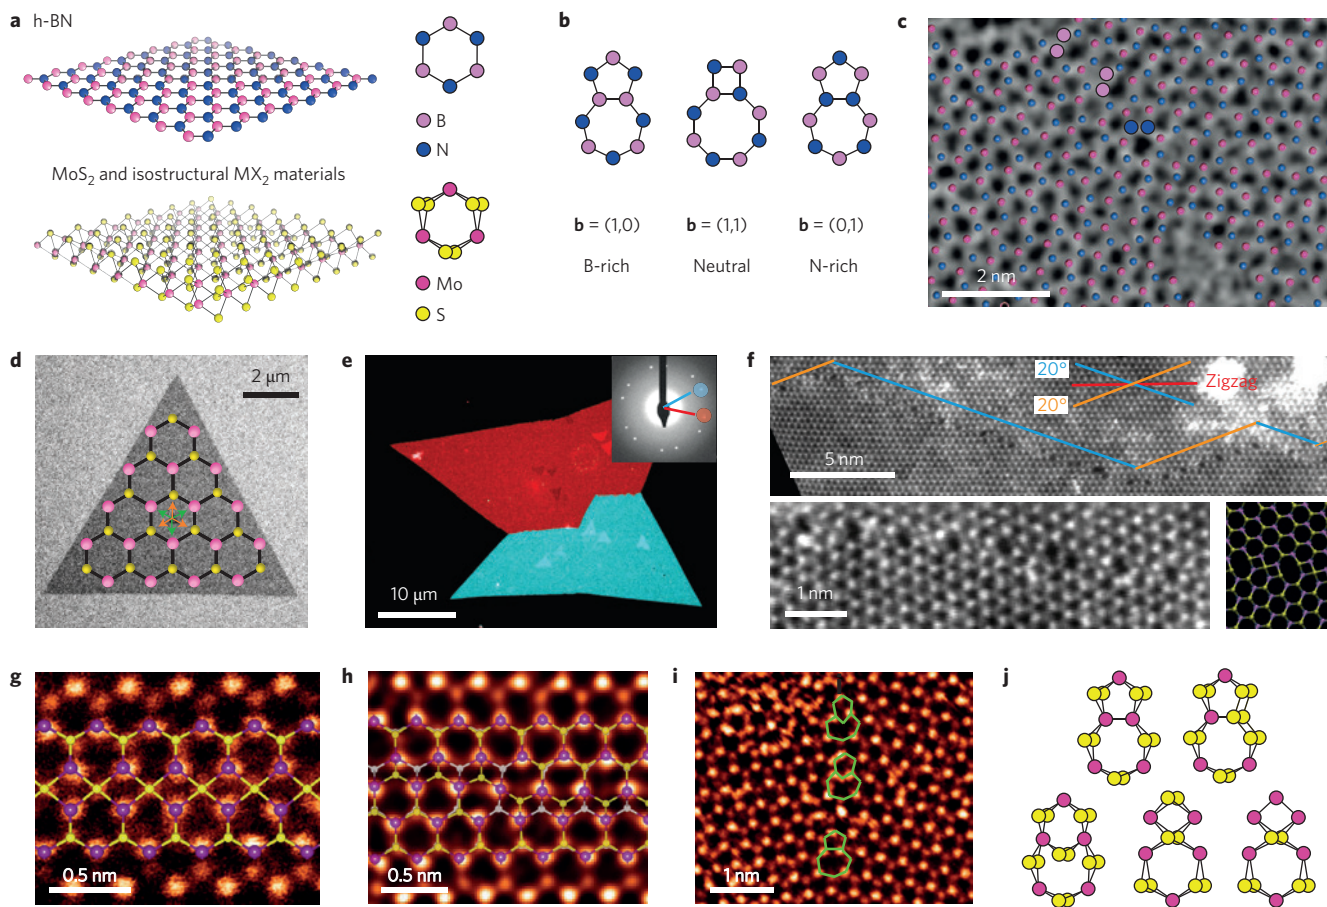 a h-BN
B
N
MoS₂ and isostructural MX₂ materials
Mo
S
b
b = (1,0)
b = (1,1)
b = (0,1)
B-rich
Neutral
N-rich
c
2 nm
d
2 μm
e
10 μm
f
20°
Zigzag
20°
5 nm
1 nm
g
0.5 nm
h
0.5 nm
i
1 nm
j